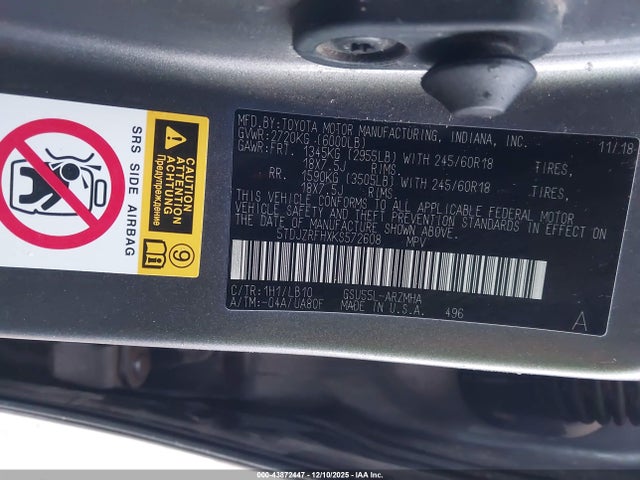 SRS SIDE AIRBAG
CAUTION
ATTENTION
ACHTUNG
Предупреждение
9
MFD.BY:TOYOTA MOTOR MANUFACTURING, INDIANA, INC. 11/18
GVWR:2720KG (6000LB)
GAWR:FRT. 1345KG (2955LB) WITH 245/60R18 TIRES,
18X7.5J RIMS
RR. 1590KG (3505LB) WITH 245/60R18 TIRES,
18X7.5J RIMS
THIS VEHICLE CONFORMS TO ALL APPLICABLE FEDERAL MOTOR
VEHICLE SAFETY AND THEFT PREVENTION STANDARDS IN EFFECT ON
THE DATE OF MANUFACTURE SHOWN ABOVE.
5TDJZRFHXKS572608 MPV
C/TR:1H1/LB10 GSU55L-ARZMHA
A/TM:-04A/UA80F MADE IN U.S.A. 496 A
000-43872447 - 12/10/2025 - IAA Inc.